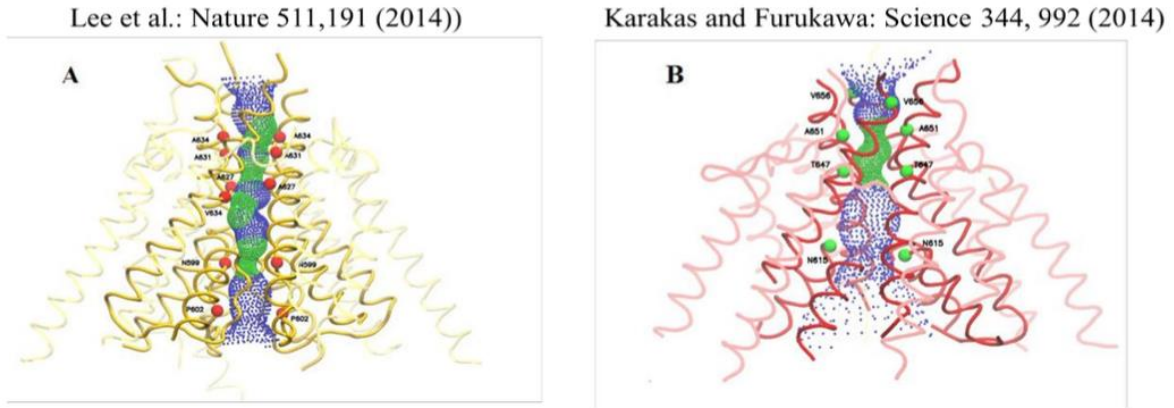 Lee et al.: Nature 511,191 (2014))
Karakas and Furukawa: Science 344, 992 (2014)
A
A634
A634
A631
A631
A627
A627
V634
N599
N599
P602
P602
B
V656
V656
A651
A651
T647
T647
N615
N615